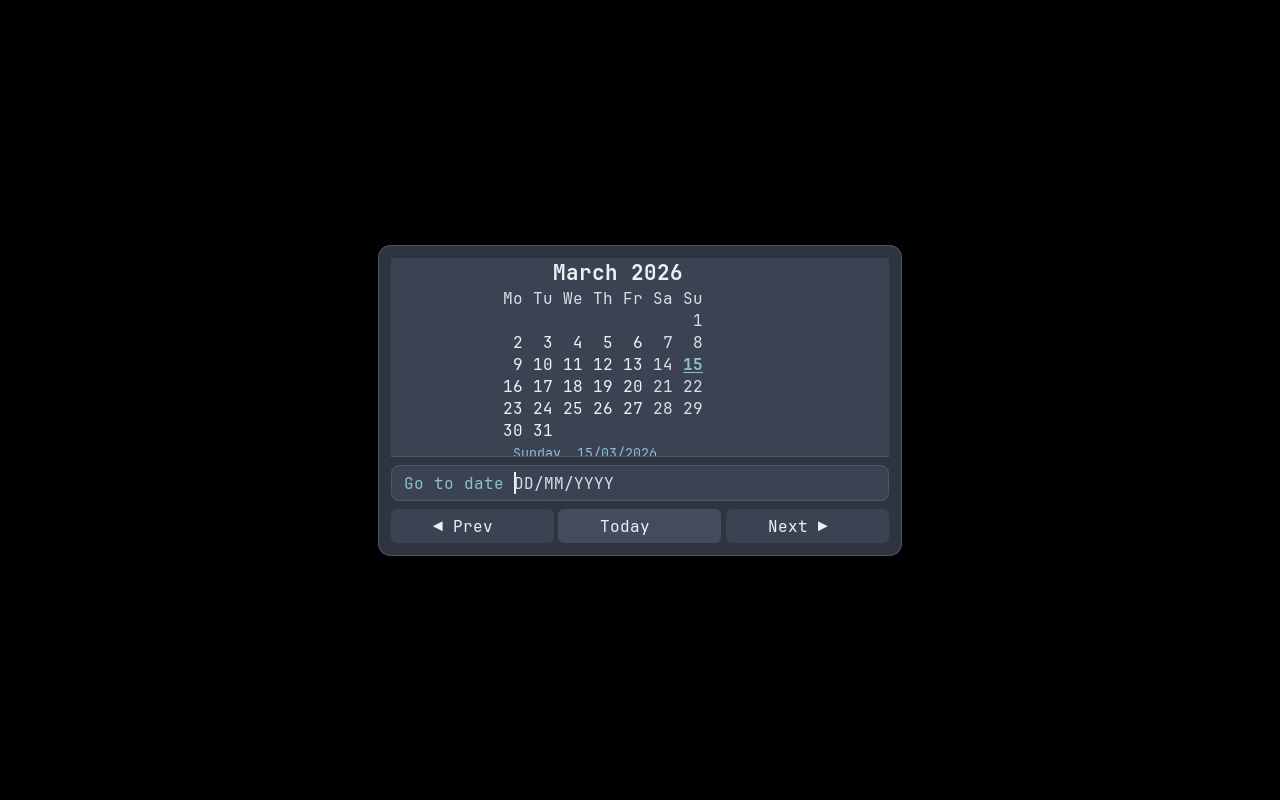 March 2026
Mo Tu We Th Fr Sa Su
1
2 3 4 5 6 7 8
9 10 11 12 13 14 15
16 17 18 19 20 21 22
23 24 25 26 27 28 29
30 31
Sunday 15/03/2026
Go to date DD/MM/YYYY
◀ Prev Today Next ▶